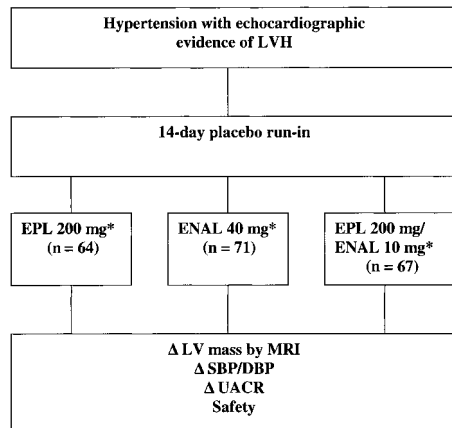 Hypertension with echocardiographic
evidence of LVH
14-day placebo run-in
EPL 200 mg*
(n = 64)
ENAL 40 mg*
(n = 71)
EPL 200 mg/
ENAL 10 mg*
(n = 67)
Δ LV mass by MRI
Δ SBP/DBP
Δ UACR
Safety